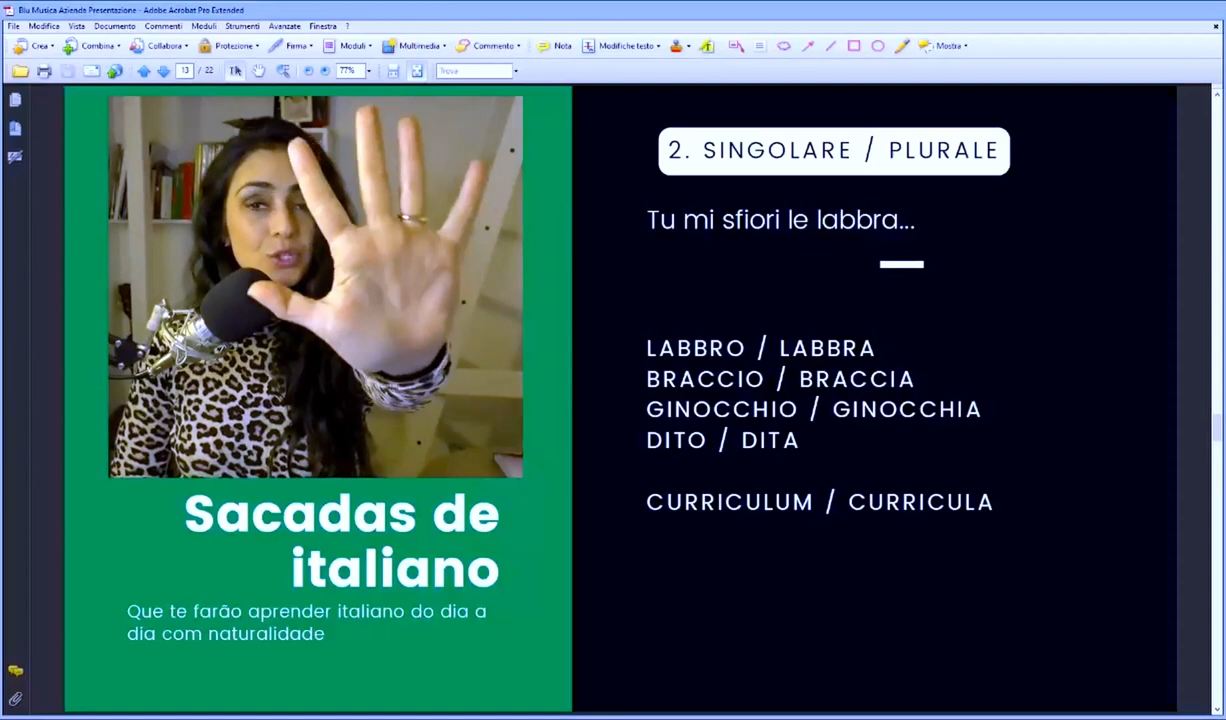 Blu Musica Azienda Presentazione - Adobe Acrobat Pro Extended
File Modifica Vista Documento Commenti Moduli Strumenti Avanzate Finestra ?
Crea Combina Collabora Protezione Firma Moduli Multimedia Commento Nota Modifiche testo Mostra
13 / 22 77% Trova
2. SINGOLARE / PLURALE
Tu mi sfiori le labbra...
LABBRO / LABBRA
BRACCIO / BRACCIA
GINOCCHIO / GINOCCHIA
DITO / DITA
CURRICULUM / CURRICULA
Sacadas de
italiano
Que te farão aprender italiano do dia a
dia com naturalidade